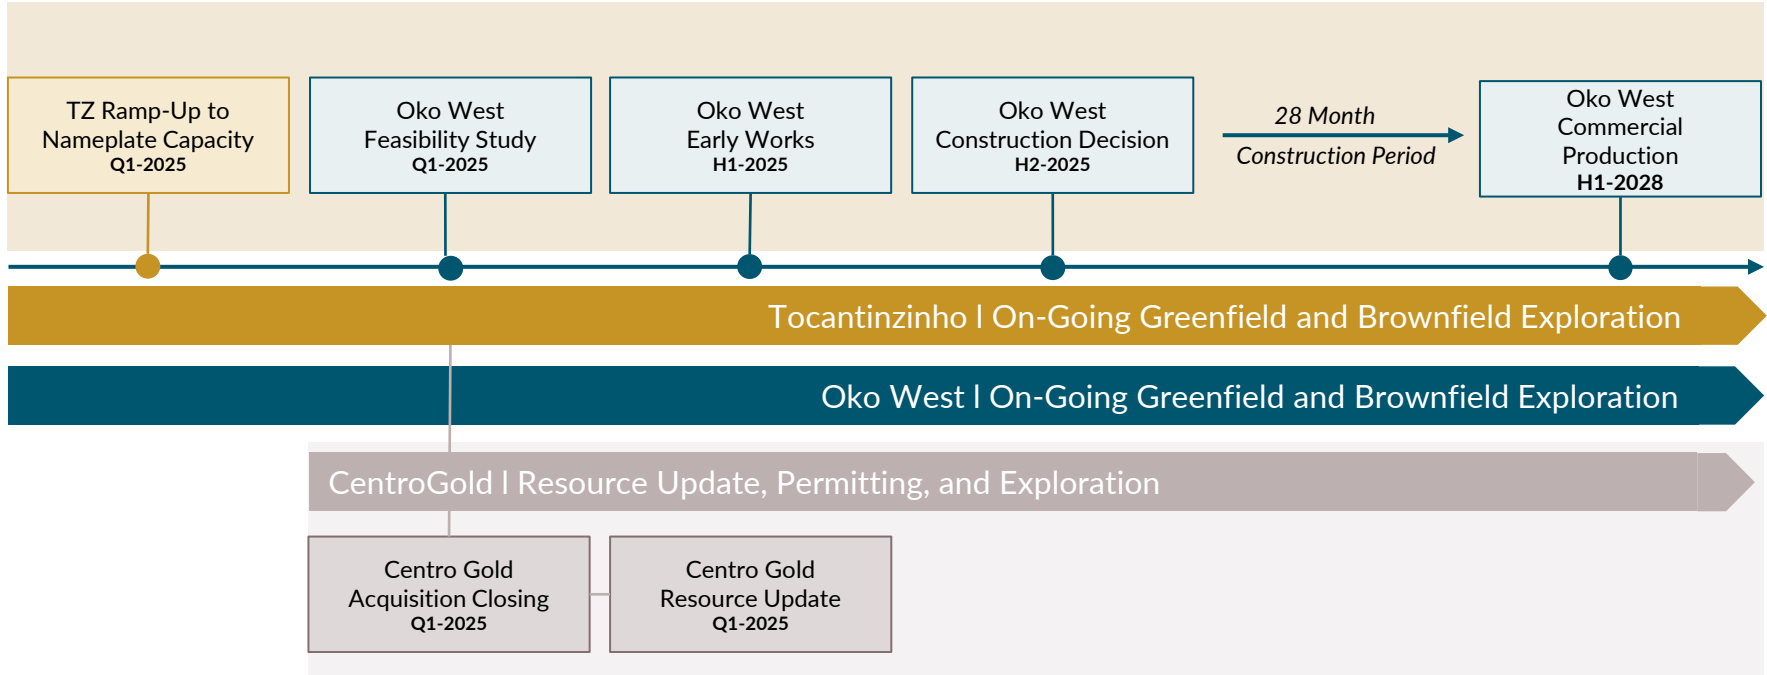 TZ Ramp-Up to
Nameplate Capacity
Q1-2025
Oko West
Feasibility Study
Q1-2025
Oko West
Early Works
H1-2025
Oko West
Construction Decision
H2-2025
28 Month
Construction Period
Oko West
Commercial
Production
H1-2028
Tocantinzinho l On-Going Greenfield and Brownfield Exploration
Oko West l On-Going Greenfield and Brownfield Exploration
CentroGold l Resource Update, Permitting, and Exploration
Centro Gold
Acquisition Closing
Q1-2025
Centro Gold
Resource Update
Q1-2025